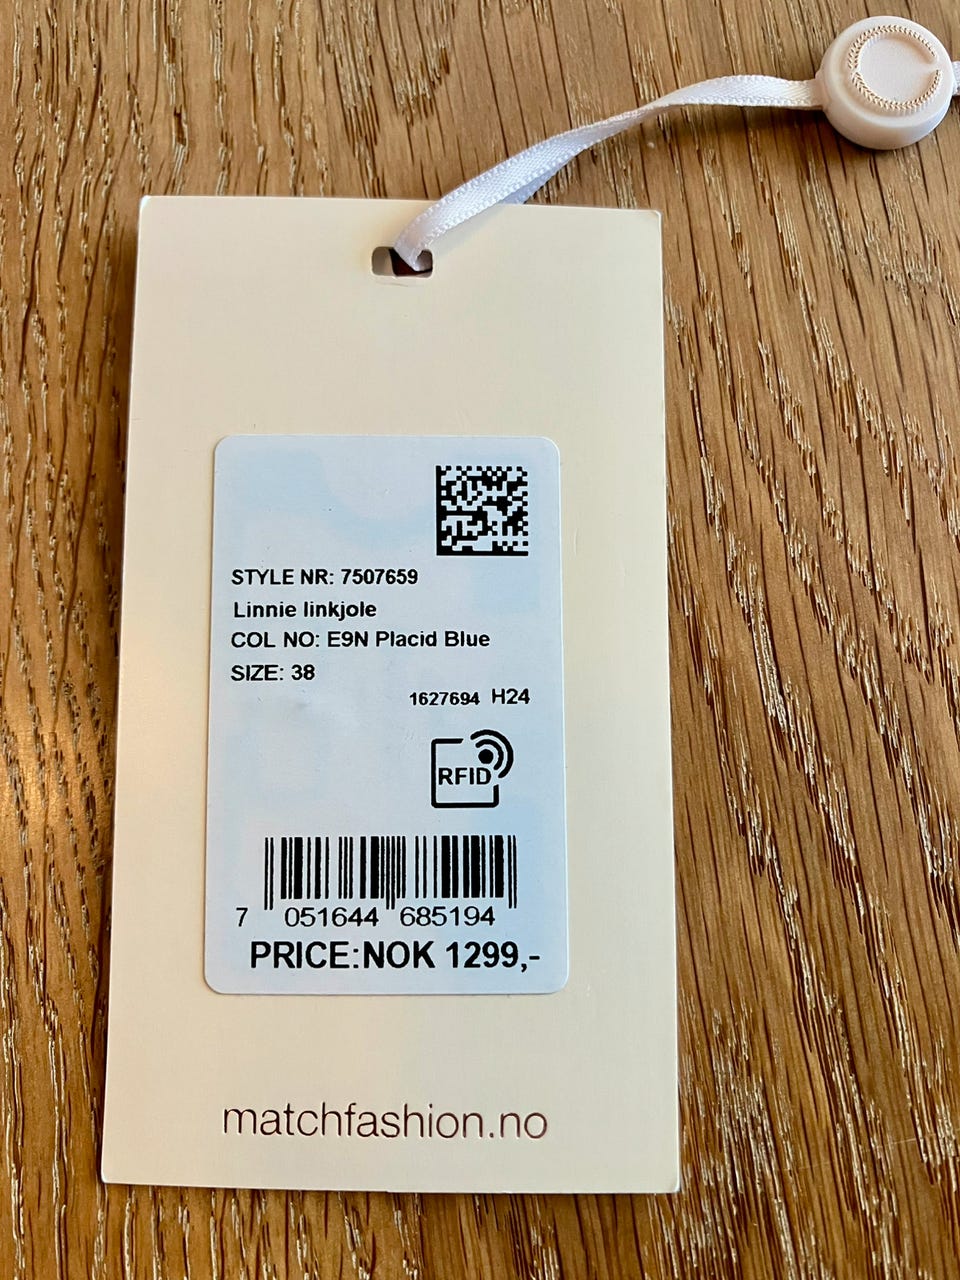 STYLE NR: 7507659
Linnie linkjole
COL NO: E9N Placid Blue
SIZE: 38
1627694 H24
RFID
7 051644 685194
PRICE:NOK 1299,-
matchfashion.no